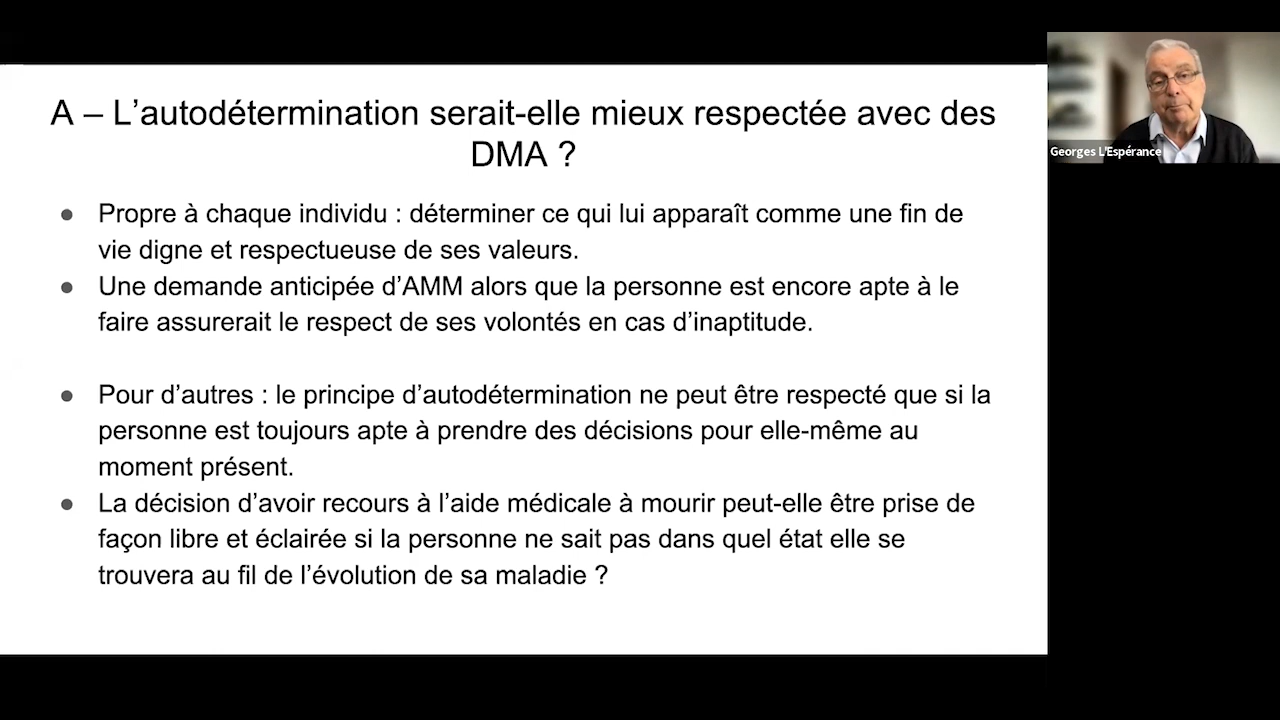 A – L’autodétermination serait-elle mieux respectée avec des
DMA ?
● Propre à chaque individu : déterminer ce qui lui apparaît comme une fin de
vie digne et respectueuse de ses valeurs.
● Une demande anticipée d’AMM alors que la personne est encore apte à le
faire assurerait le respect de ses volontés en cas d’inaptitude.
● Pour d’autres : le principe d’autodétermination ne peut être respecté que si la
personne est toujours apte à prendre des décisions pour elle-même au
moment présent.
● La décision d’avoir recours à l’aide médicale à mourir peut-elle être prise de
façon libre et éclairée si la personne ne sait pas dans quel état elle se
trouvera au fil de l’évolution de sa maladie ?
Georges L'Espérance